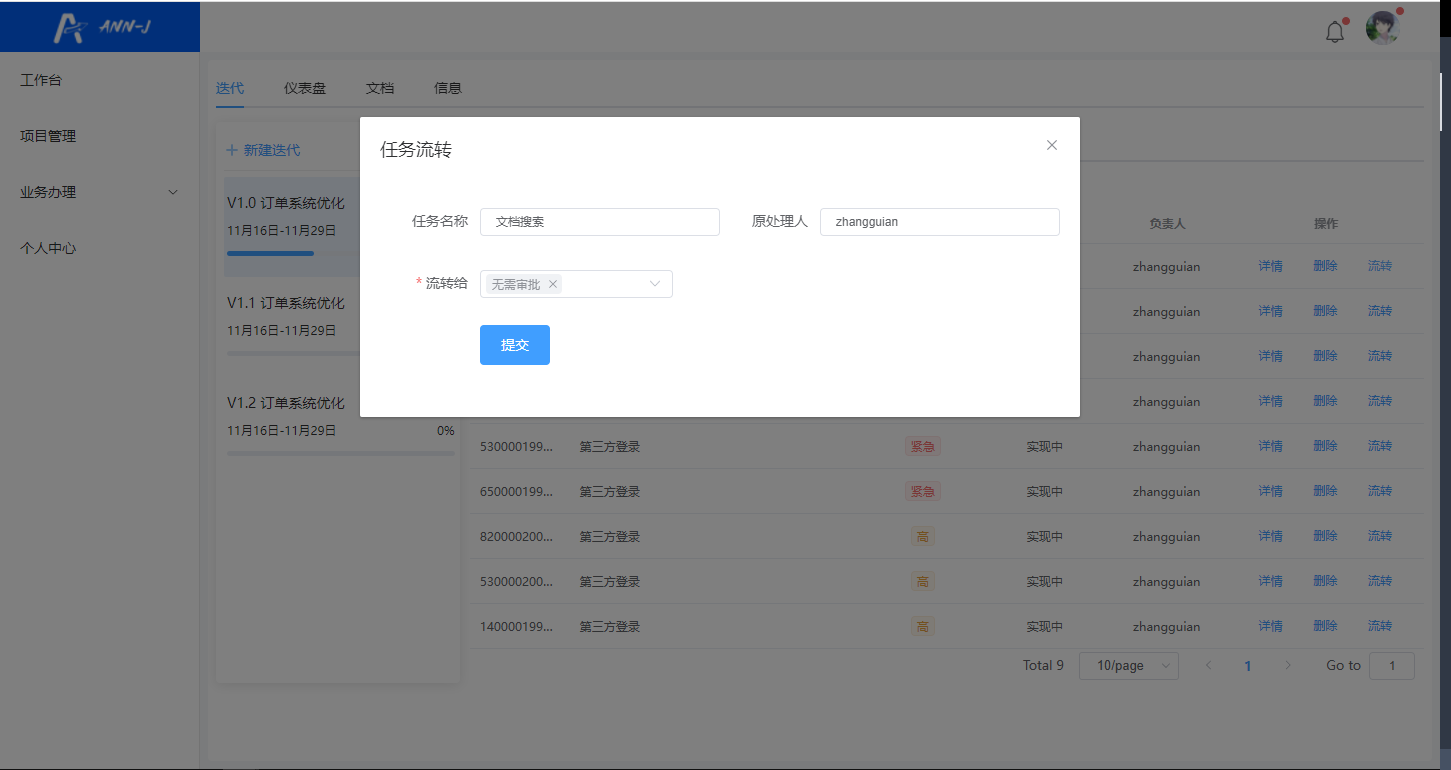 ANN-J
工作台
项目管理
业务办理
个人中心
迭代 仪表盘 文档 信息
+ 新建迭代
V1.0 订单系统优化
11月16日-11月29日
V1.1 订单系统优化
11月16日-11月29日
V1.2 订单系统优化
11月16日-11月29日 0%
任务流转
任务名称 文档搜索 原处理人 zhangguian
* 流转给 无需审批
提交
负责人 操作
zhangguian 详情 删除 流转
zhangguian 详情 删除 流转
zhangguian 详情 删除 流转
zhangguian 详情 删除 流转
530000199... 第三方登录 紧急 实现中 zhangguian 详情 删除 流转
650000199... 第三方登录 紧急 实现中 zhangguian 详情 删除 流转
820000200... 第三方登录 高 实现中 zhangguian 详情 删除 流转
530000200... 第三方登录 高 实现中 zhangguian 详情 删除 流转
140000199... 第三方登录 高 实现中 zhangguian 详情 删除 流转
Total 9 10/page 1 Go to 1